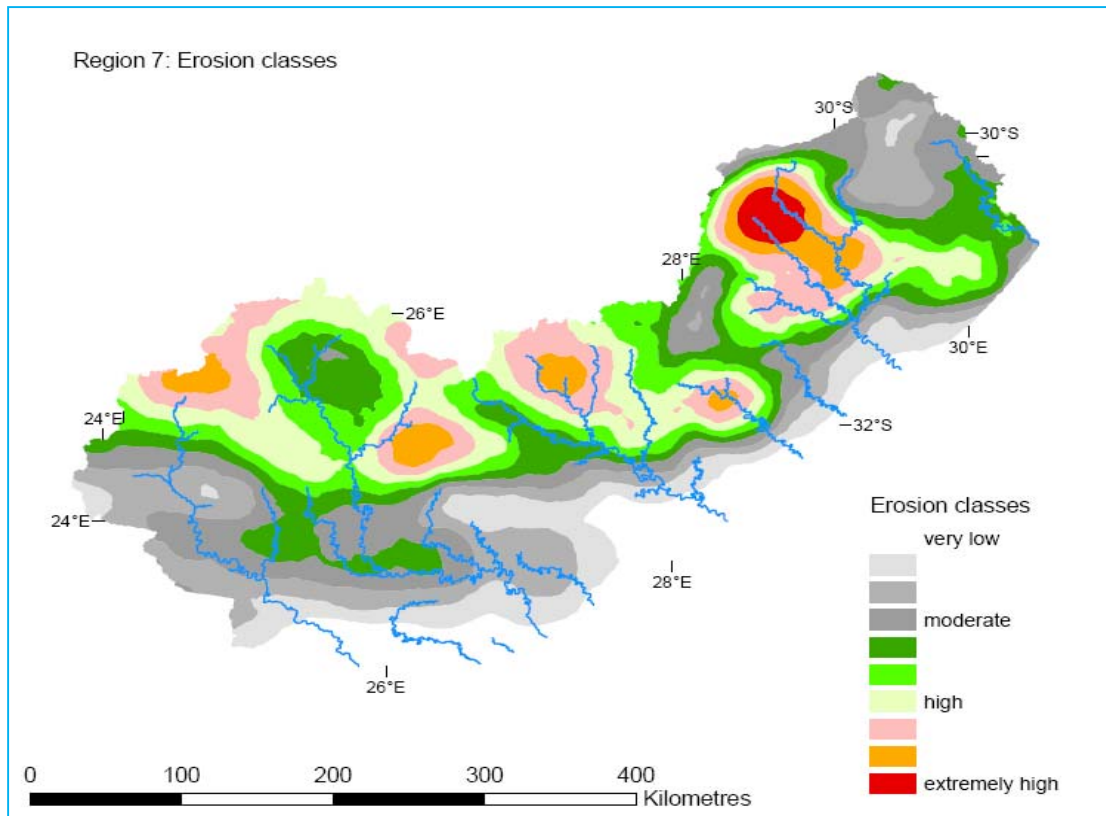 Region 7: Erosion classes
30°S
30°S
28°E
26°E
30°E
24°E
32°S
24°E
28°E
26°E
Erosion classes
very low
moderate
high
extremely high
0 100 200 300 400
Kilometres